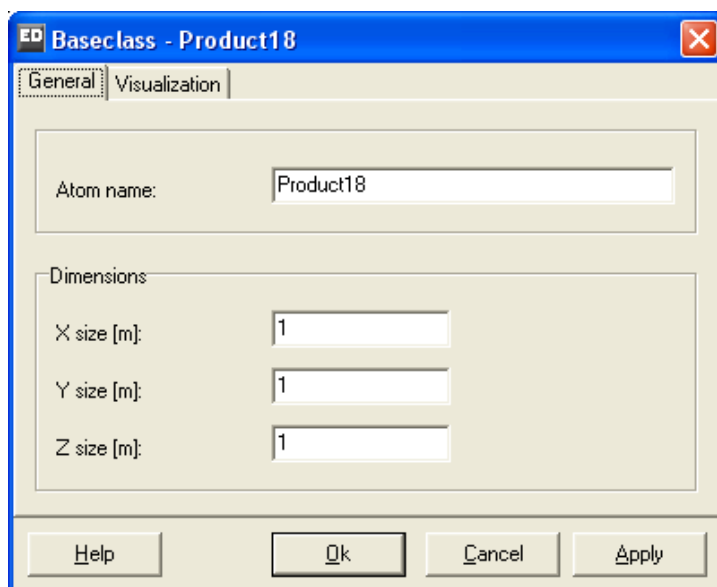 ED Baseclass - Product18
General Visualization
Atom name: Product18
Dimensions
X size [m]: 1
Y size [m]: 1
Z size [m]: 1
Help Ok Cancel Apply